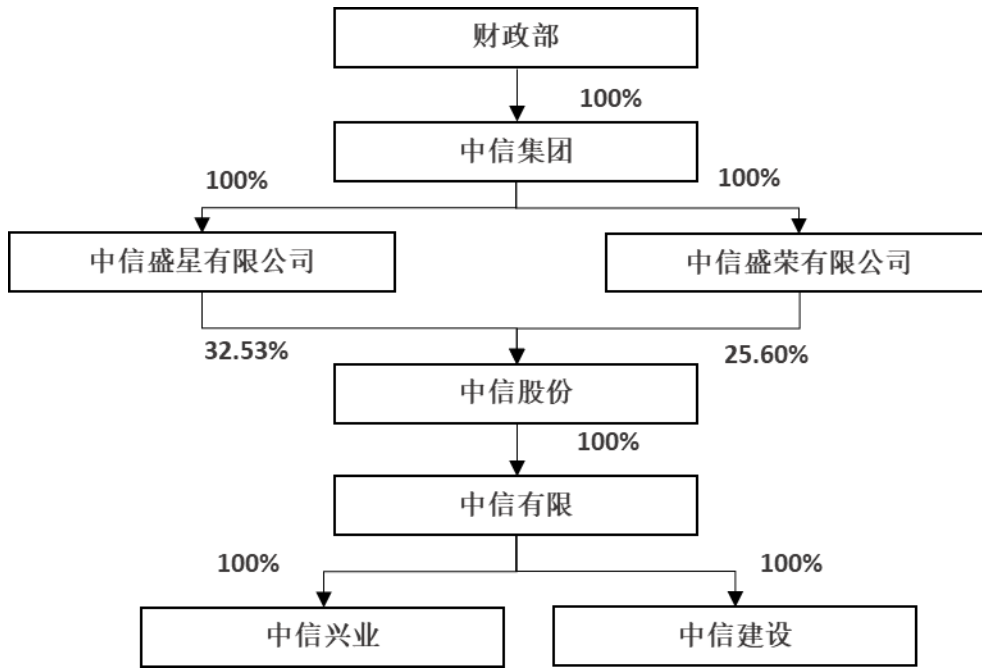 财政部
100%
中信集团
100%
100%
中信盛星有限公司
中信盛荣有限公司
32.53%
25.60%
中信股份
100%
中信有限
100%
100%
中信兴业
中信建设